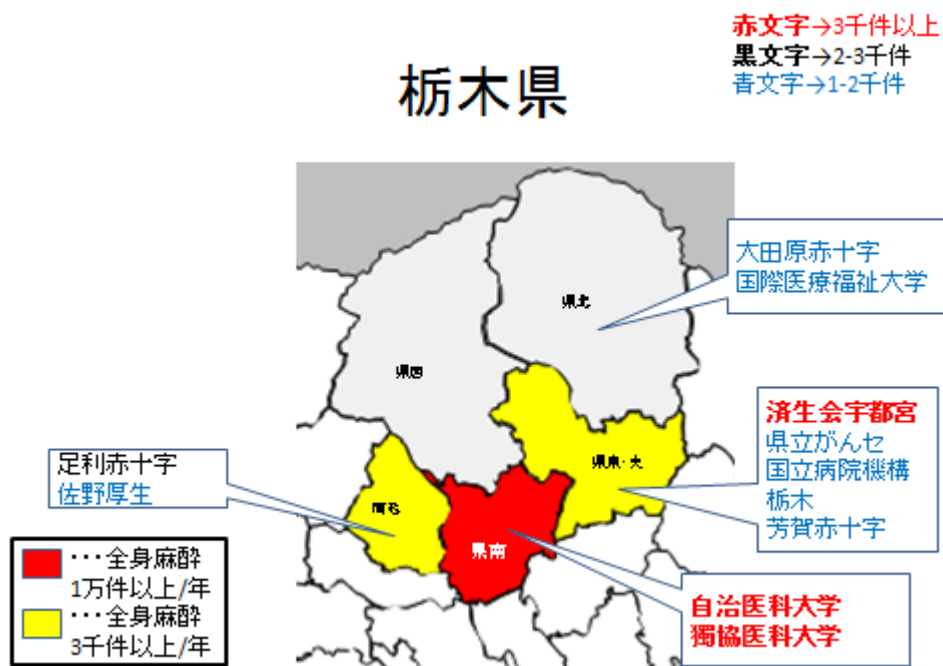 赤文字→3千件以上
黒文字→2-3千件
青文字→1-2千件
栃木県
大田原赤十字
国際医療福祉大学
県北
県西
済生会宇都宮
県立がんセ
国立病院機構
栃木
芳賀赤十字
県東・央
足利赤十字
佐野厚生
両毛
県南
自治医科大学
獨協医科大学
･･･全身麻酔
1万件以上/年
･･･全身麻酔
3千件以上/年